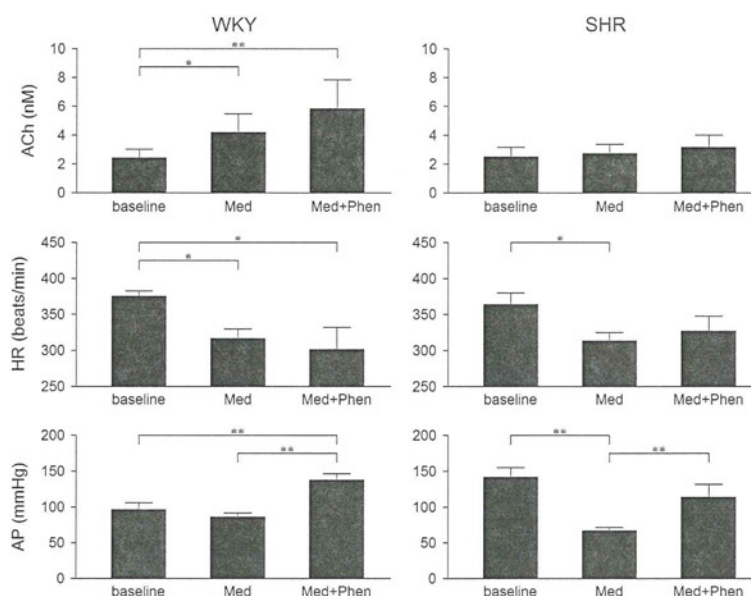 WKY SHR
ACh (nM)
10 10
8 8
6 6
4 4
2 2
0 0
** 
*
baseline Med Med+Phen baseline Med Med+Phen
HR (beats/min)
450 450
400 400
350 350
300 300
250 250
* *
*
baseline Med Med+Phen baseline Med Med+Phen
AP (mmHg)
200 200
150 150
100 100
50 50
0 0
** ** **
**
baseline Med Med+Phen baseline Med Med+Phen